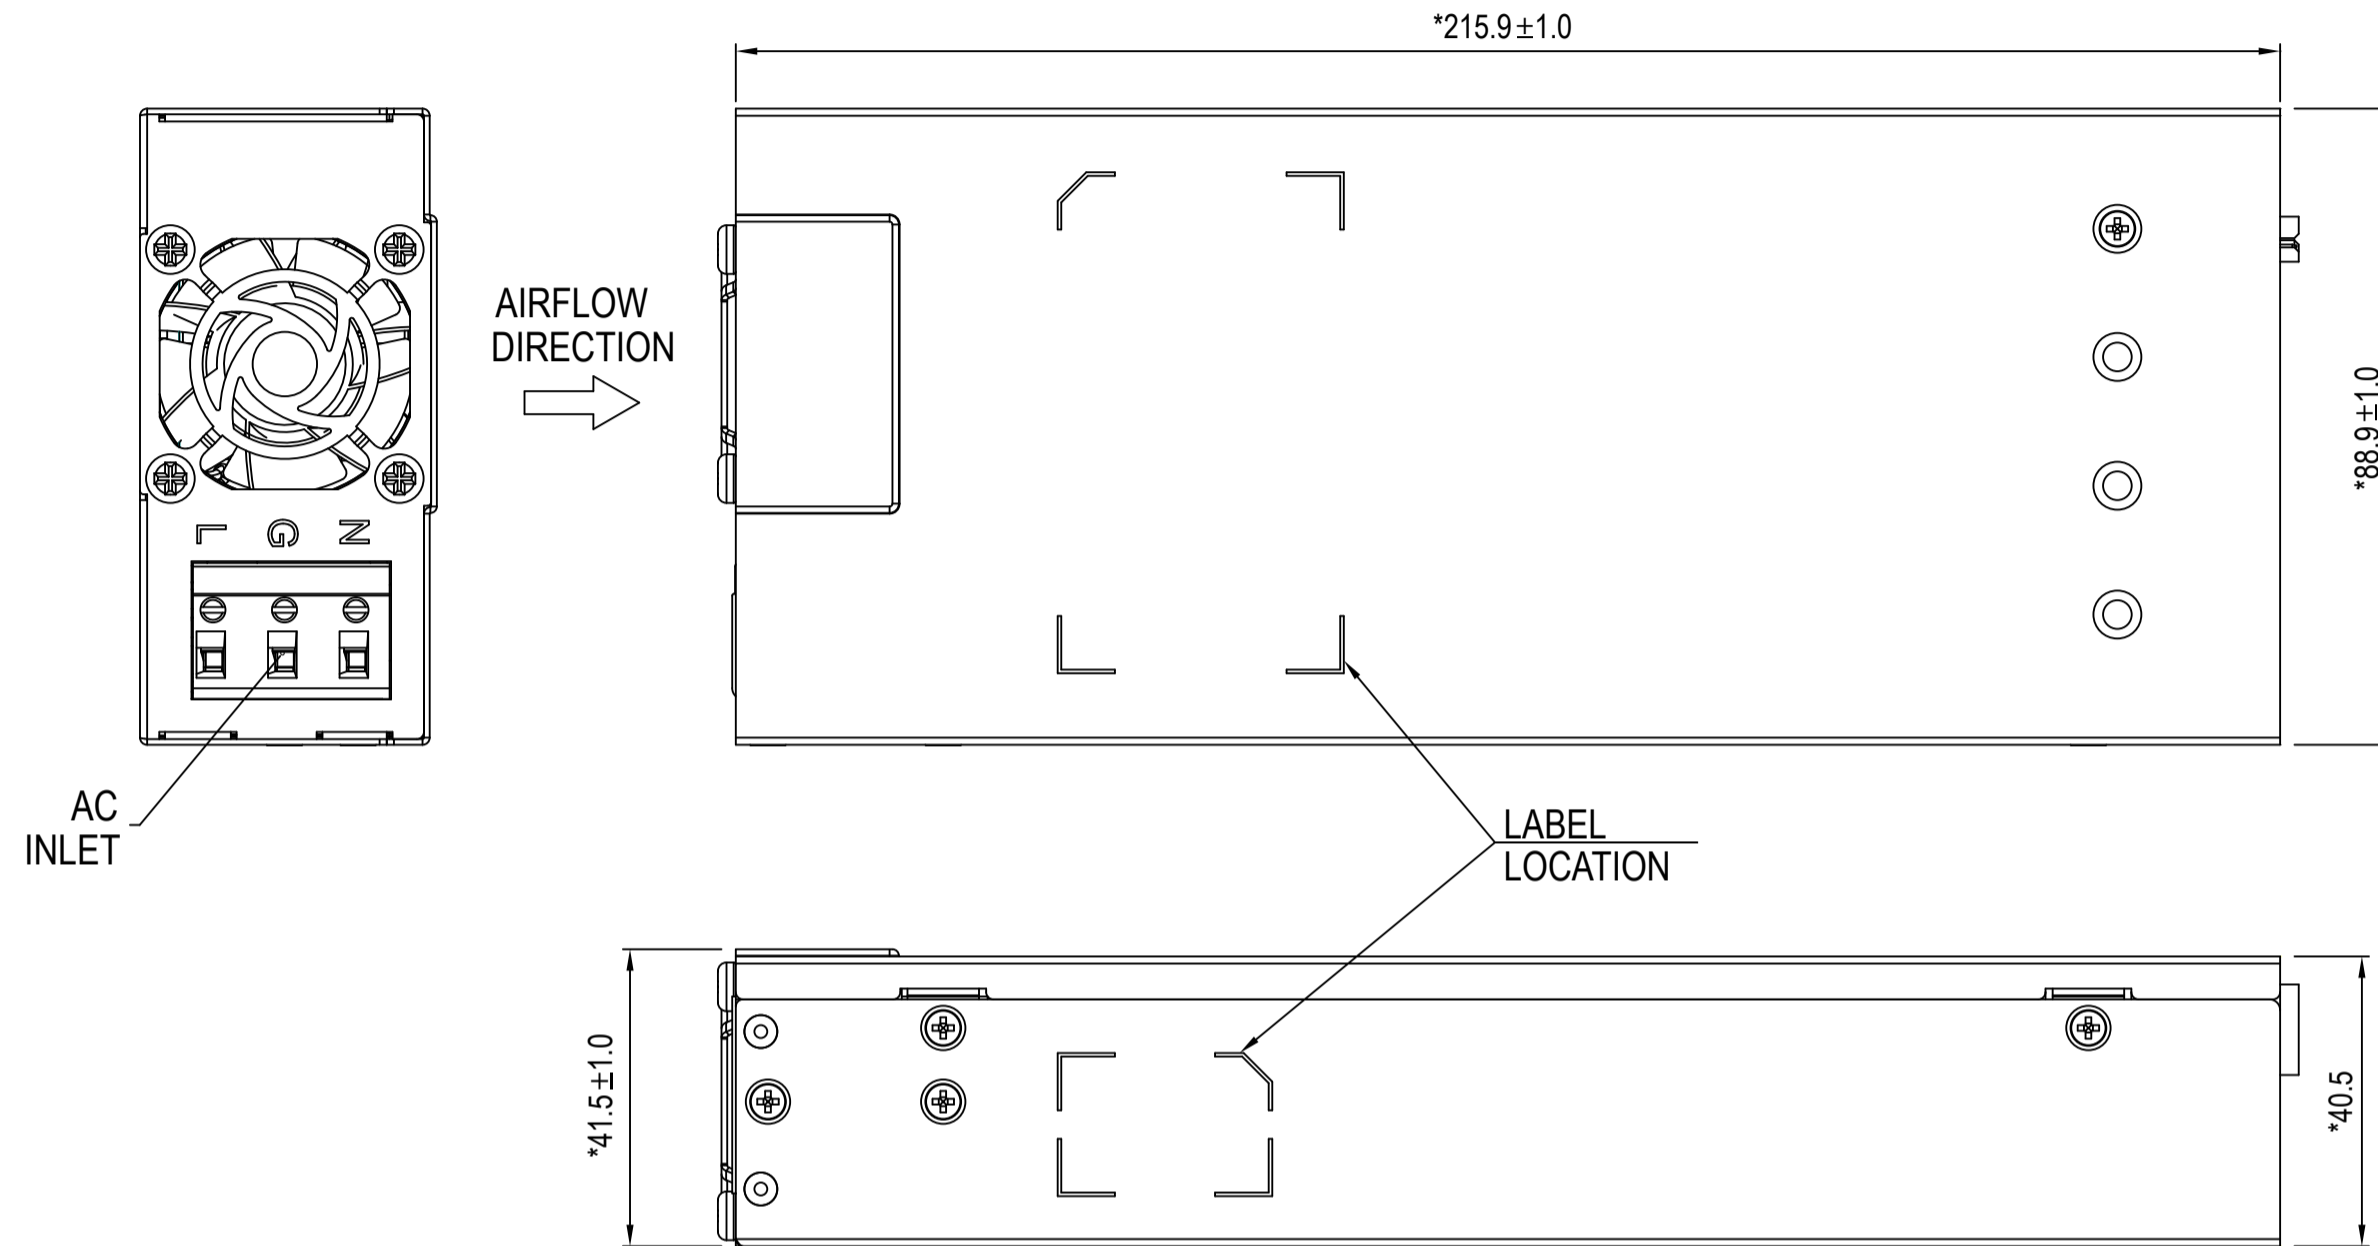 *215.9±1.0
AIRFLOW
DIRECTION
*88.9±1.0
L G N
AC
INLET
LABEL
LOCATION
*41.5±1.0
*40.5